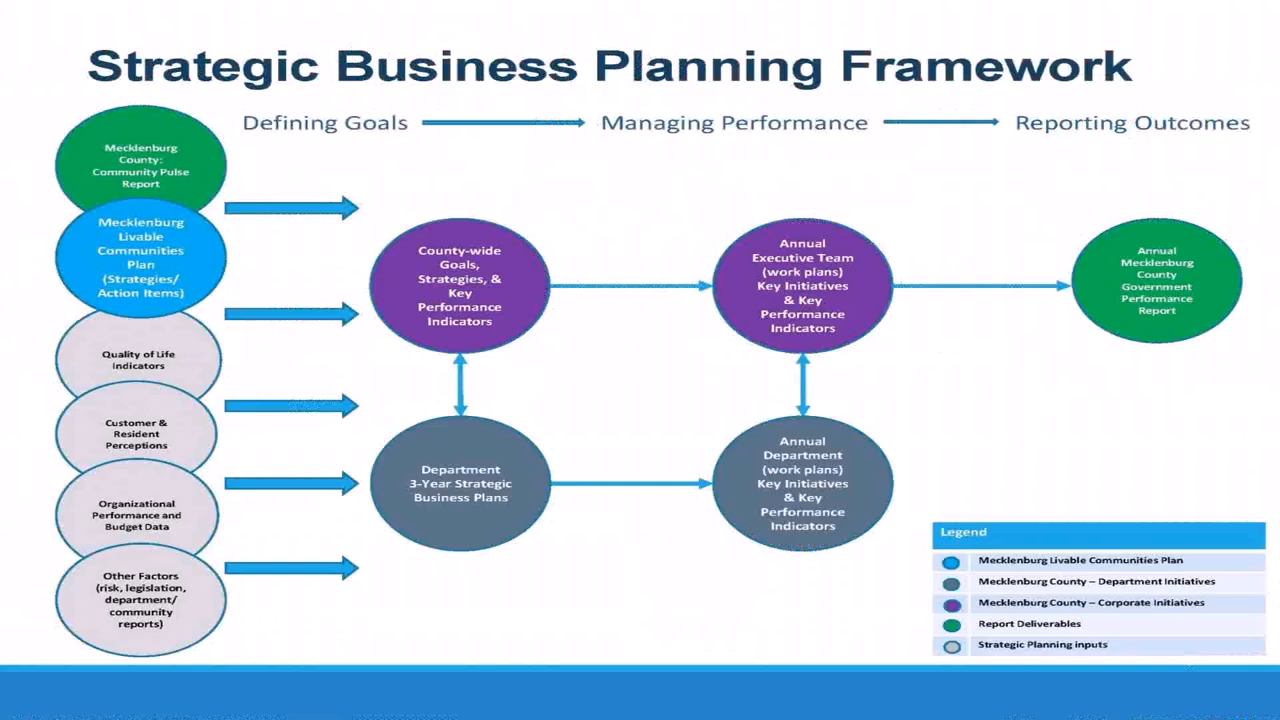 Strategic Business Planning Framework
Defining Goals
Managing Performance
Reporting Outcomes
Mecklenburg
County:
Community Pulse
Report
Mecklenburg
Livable
Communities
Plan
(Strategies/
Action Items)
Quality of Life
Indicators
Customer &
Resident
Perceptions
Organizational
Performance and
Budget Data
Other Factors
(risk, legislation,
department/
community
reports)
County-wide
Goals,
Strategies, &
Key
Performance
Indicators
Department
3-Year Strategic
Business Plans
Annual
Executive Team
(work plans)
Key Initiatives
& Key
Performance
Indicators
Annual
Department
(work plans)
Key Initiatives
& Key
Performance
Indicators
Annual
Mecklenburg
County
Government
Performance
Report
Legend
Mecklenburg Livable Communities Plan
Mecklenburg County – Department Initiatives
Mecklenburg County – Corporate Initiatives
Report Deliverables
Strategic Planning inputs